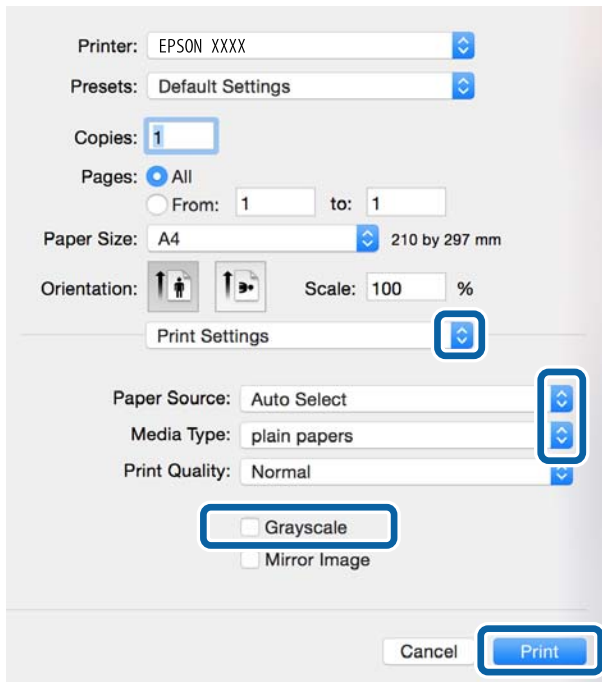 Printer: EPSON XXXX
Presets: Default Settings
Copies: 1
Pages: All
From: 1 to: 1
Paper Size: A4 210 by 297 mm
Orientation: Scale: 100 %
Print Settings
Paper Source: Auto Select
Media Type: plain papers
Print Quality: Normal
Grayscale
Mirror Image
Cancel Print